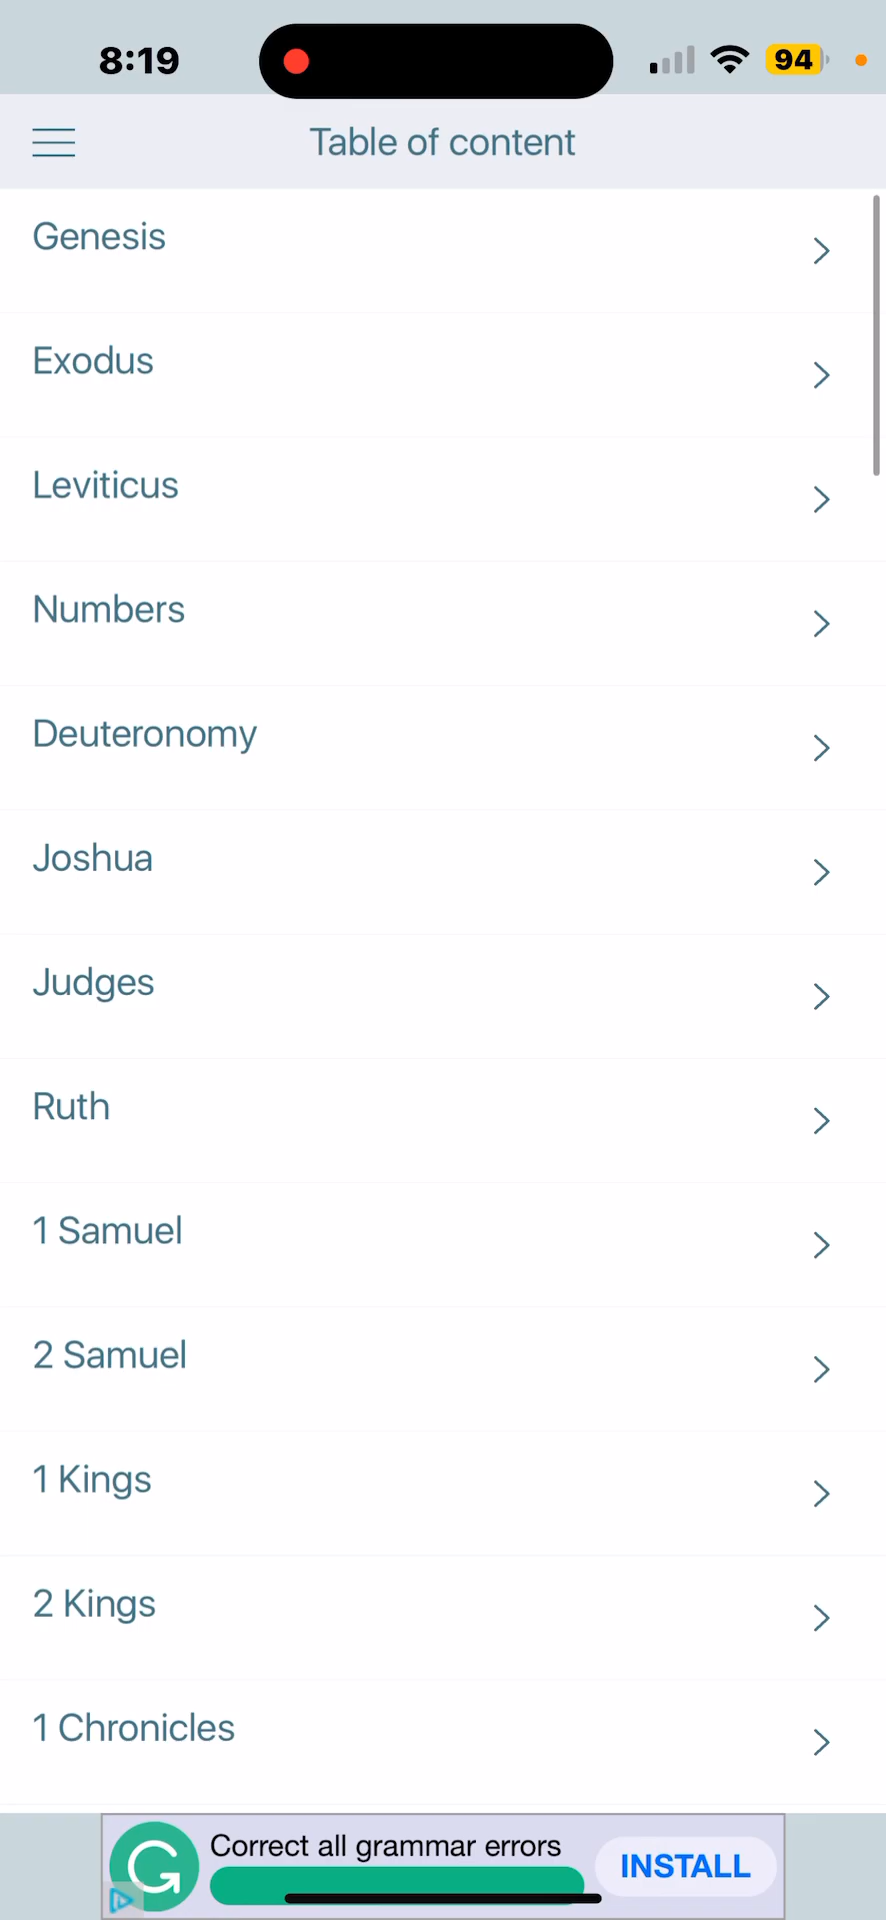 8:19
94
Table of content
Genesis
Exodus
Leviticus
Numbers
Deuteronomy
Joshua
Judges
Ruth
1 Samuel
2 Samuel
1 Kings
2 Kings
1 Chronicles
Correct all grammar errors
INSTALL